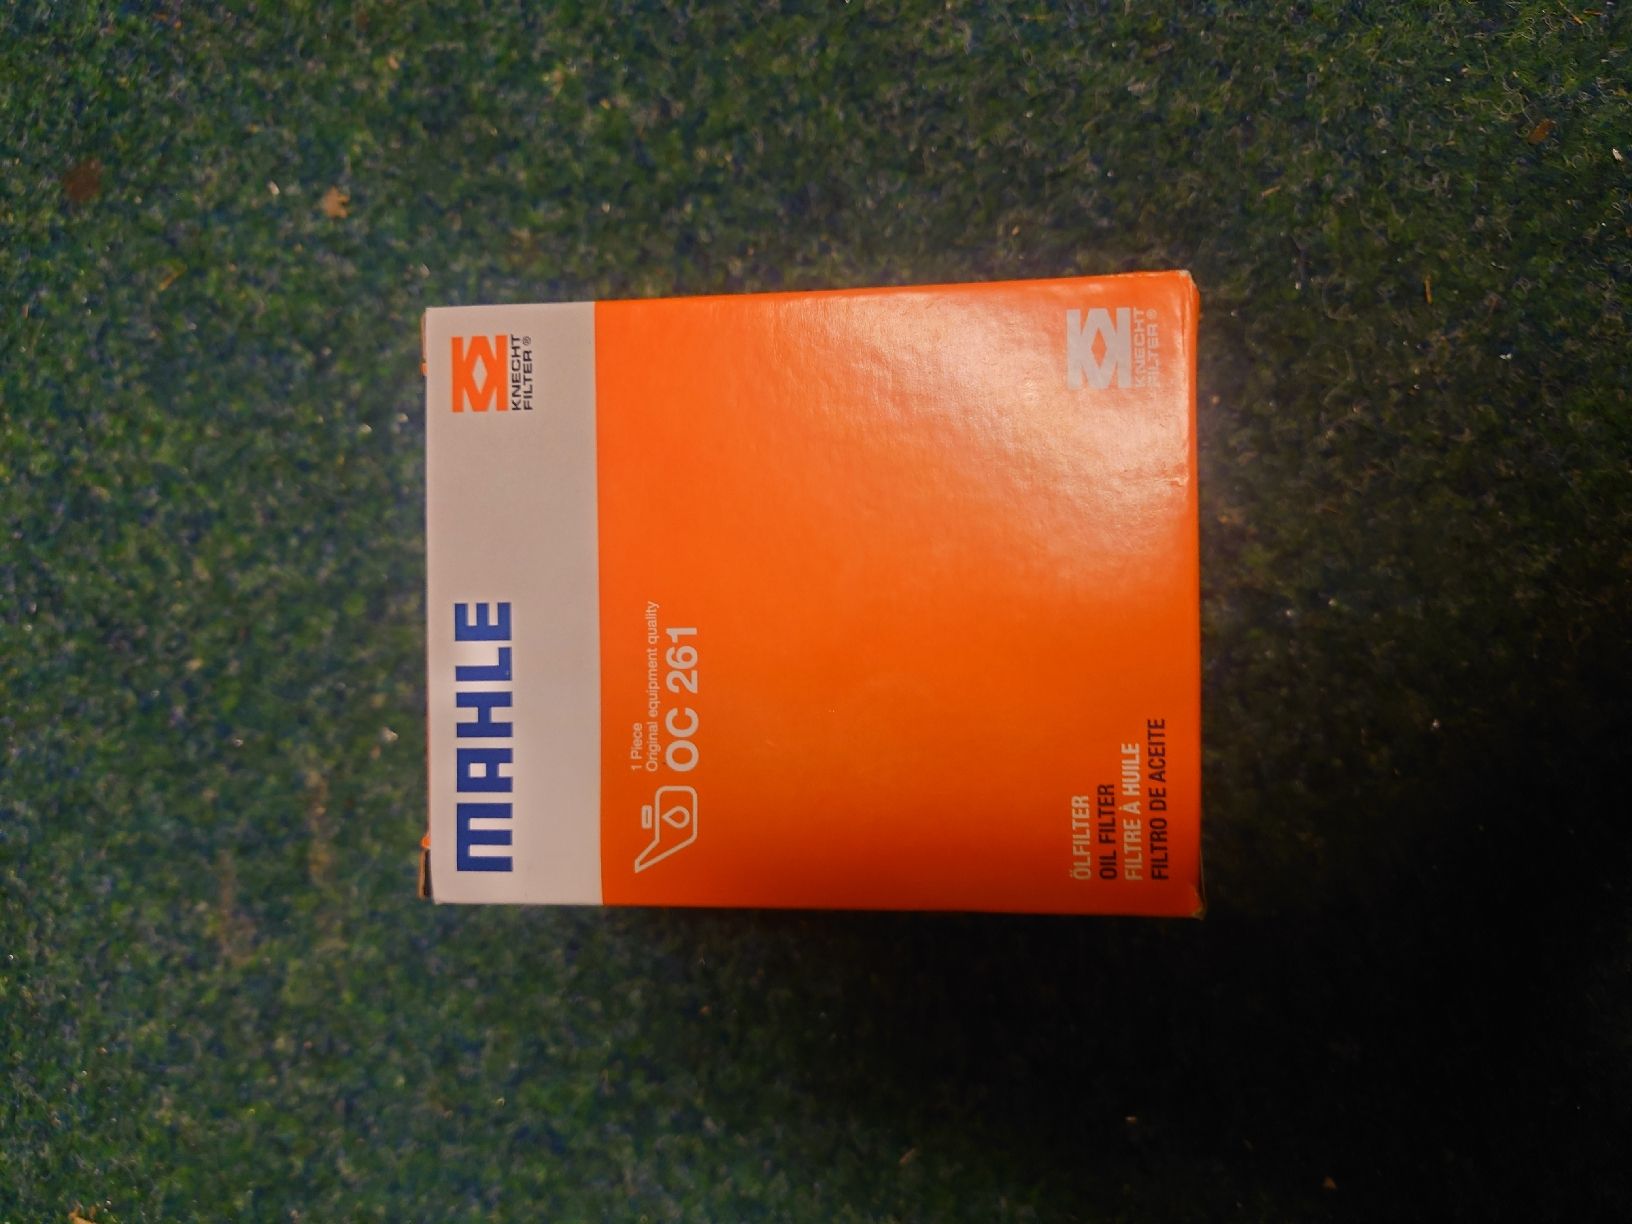 MAHLE
KNECHT
FILTER®
1 Piece
Original equipment quality
OC 261
ÖLFILTER
OIL FILTER
FILTRE À HUILE
FILTRO DE ACEITE
KNECHT
FILTER®